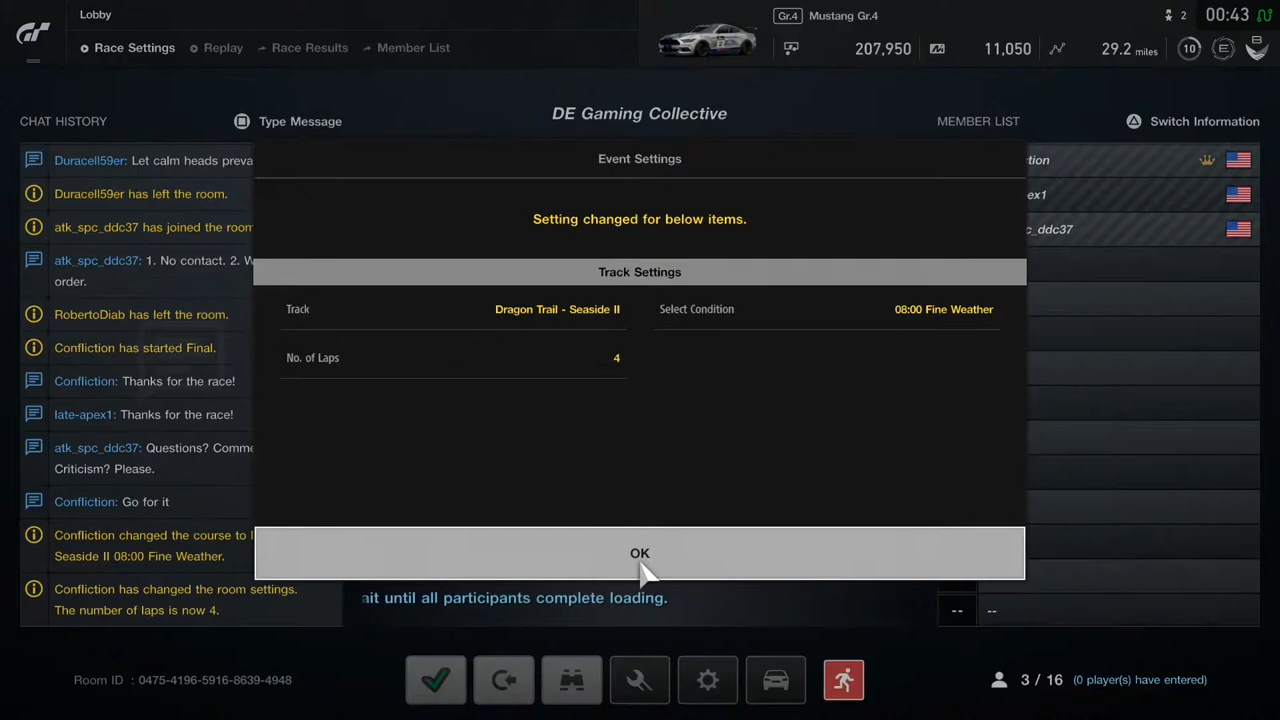 Lobby
Gr.4 Mustang Gr.4
2 00:43
Race Settings Replay Race Results Member List
207,950 11,050 29.2 miles 10 E B
CHAT HISTORY Type Message
DE Gaming Collective
MEMBER LIST Switch Information
Duracell59er: Let calm heads preva
Duracell59er has left the room.
atk_spc_ddc37 has joined the room
atk_spc_ddc37: 1. No contact. 2. W
order.
RobertoDiab has left the room.
Confliction has started Final.
Confliction: Thanks for the race!
late-apex1: Thanks for the race!
atk_spc_ddc37: Questions? Comme
Criticism? Please.
Confliction: Go for it
Confliction changed the course to
Seaside II 08:00 Fine Weather.
Confliction has changed the room settings.
The number of laps is now 4.
Event Settings
Setting changed for below items.
Track Settings
Track Dragon Trail - Seaside II
Select Condition 08:00 Fine Weather
No. of Laps 4
OK
ait until all participants complete loading.
tion
ex1
c_ddc37
-- --
Room ID : 0475-4196-5916-8639-4948
3 / 16 (0 player(s) have entered)